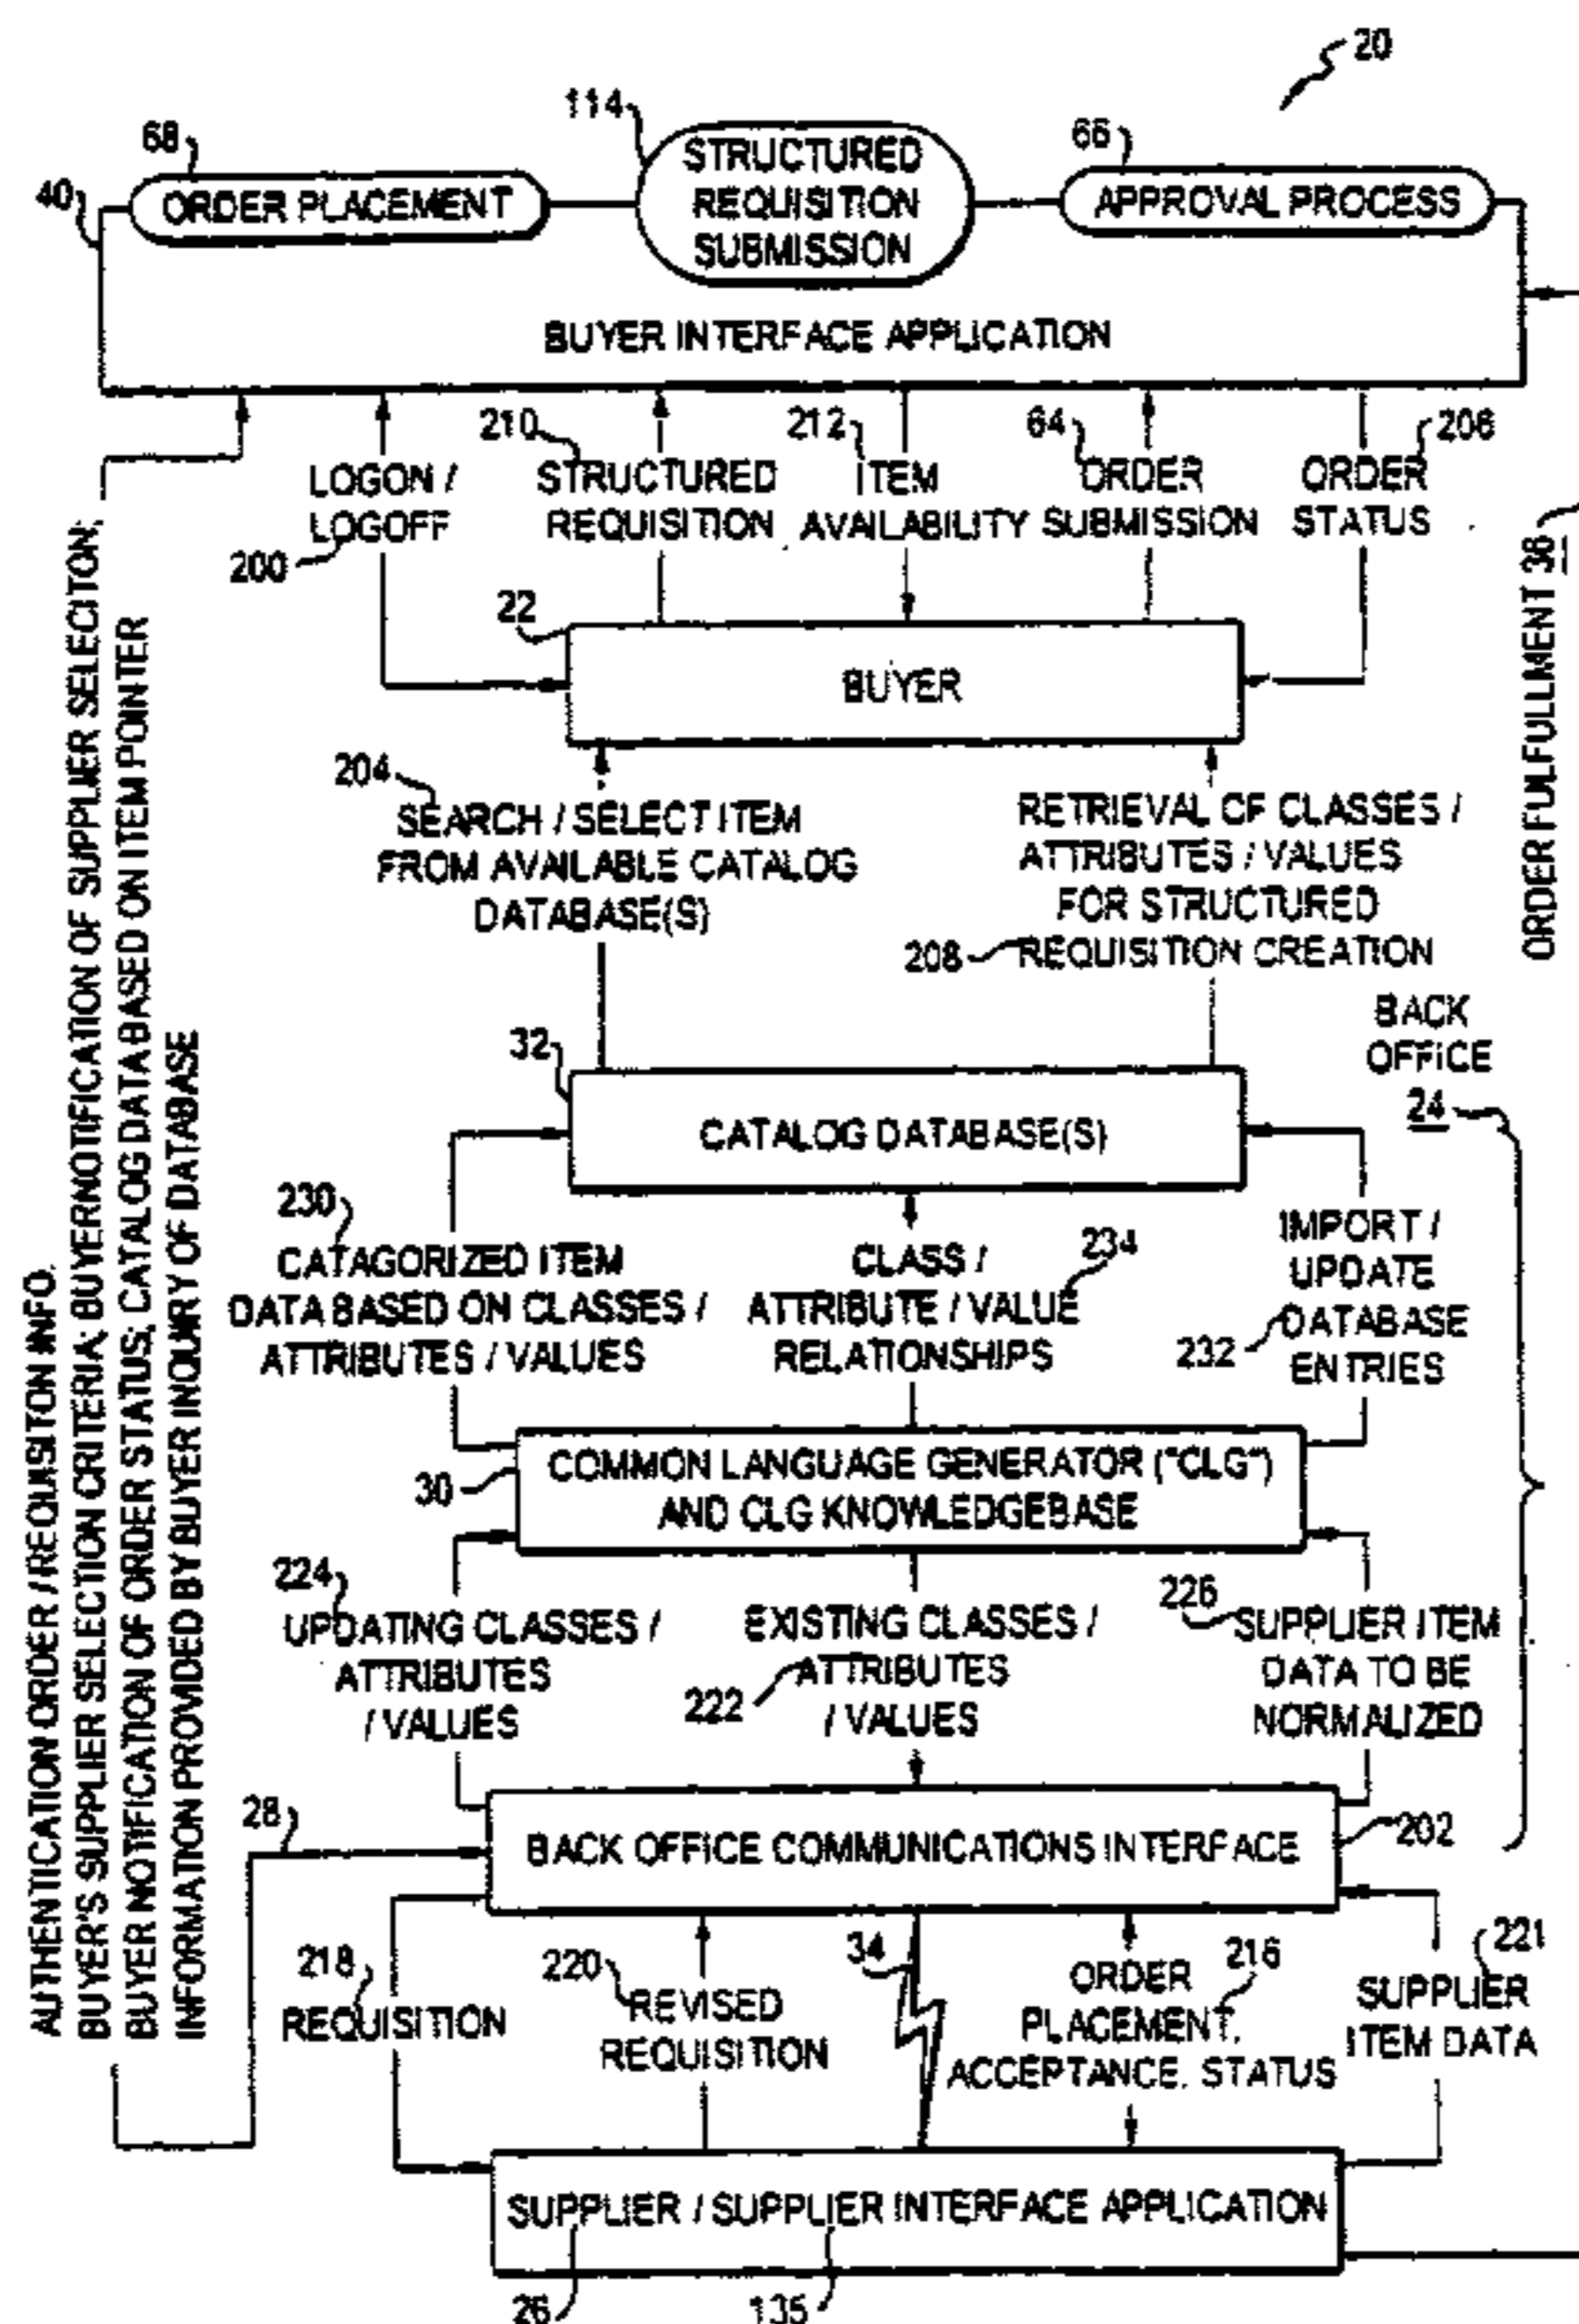 20
68
114
66
40
ORDER PLACEMENT
STRUCTURED
REQUISITION
SUBMISSION
APPROVAL PROCESS
BUYER INTERFACE APPLICATION
210
212
64
206
LOGON /
LOGOFF
200
STRUCTURED
REQUISITION
ITEM
AVAILABILITY
ORDER
SUBMISSION
ORDER
STATUS
ORDER FULFULLMENT 36
22
BUYER
204
SEARCH / SELECT ITEM
FROM AVAILABLE CATALOG
DATABASE(S)
RETRIEVAL OF CLASSES /
ATTRIBUTES / VALUES
FOR STRUCTURED
208 REQUISITION CREATION
BACK
OFFICE
24
32
CATALOG DATABASE(S)
230
CATAGORIZED ITEM
DATA BASED ON CLASSES /
ATTRIBUTES / VALUES
CLASS /
ATTRIBUTE / VALUE
RELATIONSHIPS
234
IMPORT /
UPDATE
DATABASE
232
ENTRIES
30
COMMON LANGUAGE GENERATOR ("CLG")
AND CLG KNOWLEDGEBASE
224
UPDATING CLASSES /
ATTRIBUTES
/ VALUES
EXISTING CLASSES /
ATTRIBUTES
222
/ VALUES
226
SUPPLIER ITEM
DATA TO BE
NORMALIZED
28
BACK OFFICE COMMUNICATIONS INTERFACE
202
218
REQUISITION
220
REVISED
REQUISITION
34
ORDER
PLACEMENT,
ACCEPTANCE, STATUS
216
221
SUPPLIER
ITEM DATA
SUPPLIER / SUPPLIER INTERFACE APPLICATION
26
135
AUTHENTICATION ORDER / REQUISITON INFO.
BUYER'S SUPPLIER SELECTION CRITERIA; BUYERNOTIFICATION OF SUPPLIER SELECITON;
BUYER NOTIFICATION OF ORDER STATUS; CATALOG DATA BASED ON ITEM POINTER
INFORMATION PROVIDED BY BUYER INQUIRY OF DATABASE